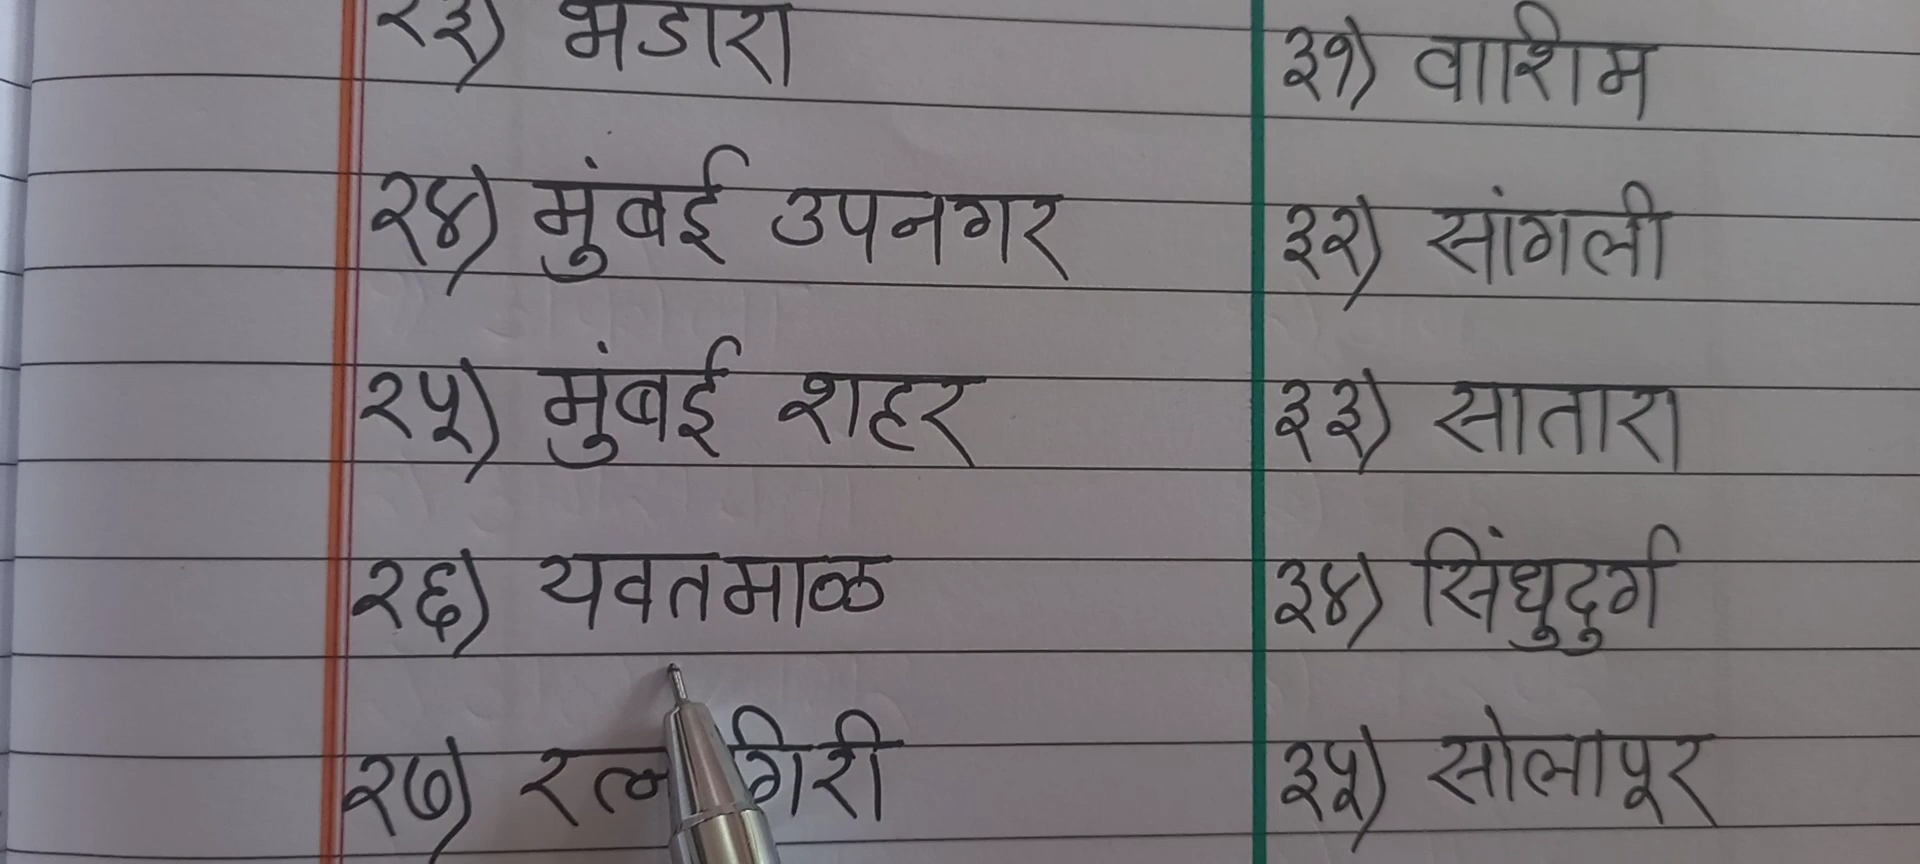 २३) भंडारा
२४) मुंबई उपनगर
२५) मुंबई शहर
२६) यवतमाळ
२७)
३१) वाशिम
३२) सांगली
३३) सातारा
३४) सिंधुदुर्ग
३५) सोलापूर